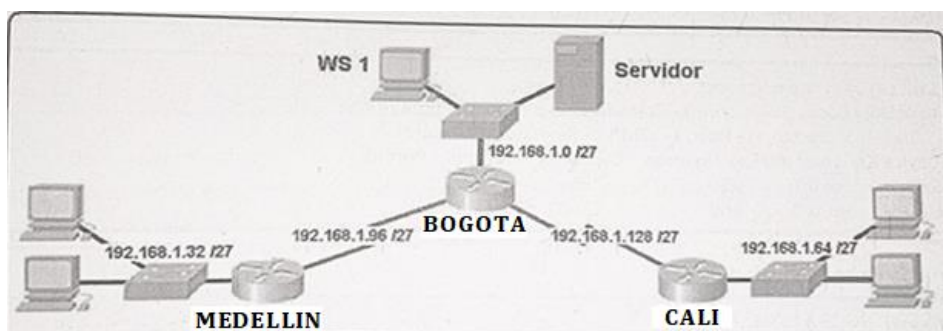 WS 1
Servidor
192.168.1.0 /27
BOGOTA
192.168.1.96 /27
192.168.1.128 /27
192.168.1.32 /27
192.168.1.64 /27
MEDELLIN
CALI